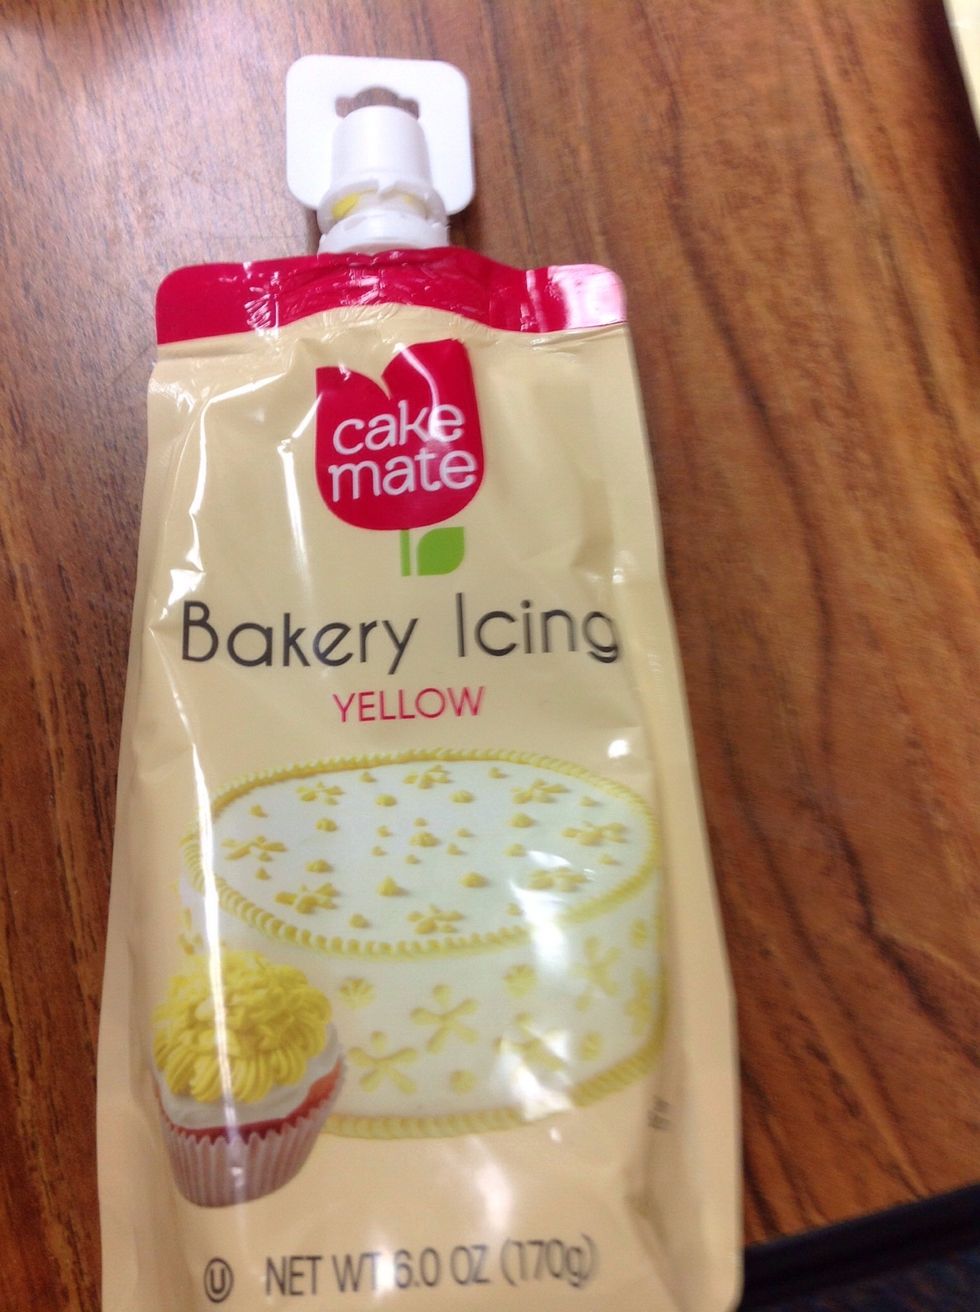 cake
mate
Bakery Icing
YELLOW
NET WT 6.0 OZ (170g)